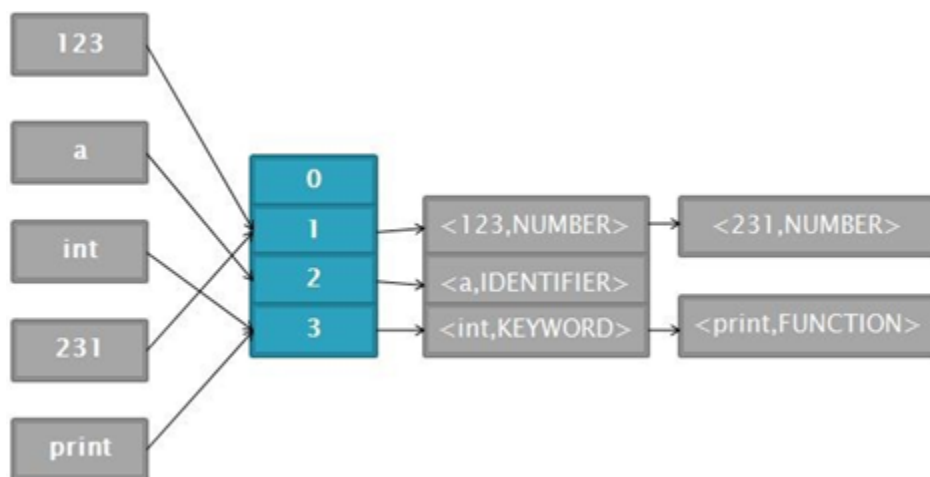 123
a
int
231
print
0
1
2
3
<123,NUMBER>
<a,IDENTIFIER>
<int,KEYWORD>
<231,NUMBER>
<print,FUNCTION>